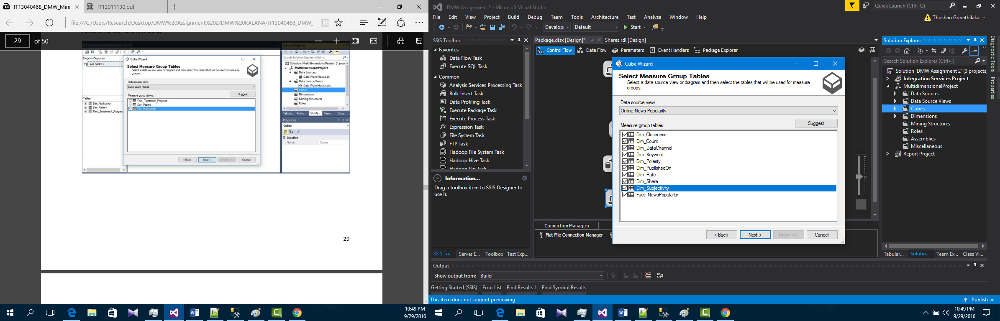 IT13040468_DMW_Mini
IT13011130.pdf
file:///C:/Users/Research/Desktop/DMW%20Assignment%202/DMW%20KALANA/IT13040468_DMW_
29 of 50
Diagram Organizer
<All Tables>
Tables
Dim_Medication
Dim_Patient
Fact_Treatment_Progress
Cube Wizard
Select Measure Group Tables
Select a data source view or diagram and then select the tables that will be used for measure
groups.
Data source view:
Data Ware House
Measure group tables:
Suggest
Fact_Treatment_Progress
Dim_Patient
Dim_Medication
< Back
Next >
Finish >>|
Cancel
Solution Explorer
Search Solution Explorer (Ctrl+;)
Solution 'MultidimensionalProject' (1 proje
MultidimensionalProject
Data Sources
Data Ware House.ds
Data Source Views
Data Ware House.dsv
Cubes
Dimensions
Mining Structures
Roles
Tabula... Pytho... Soluti... Team... Class...
Properties
Cubes
Location
Name Cubes
29
DMW Assignment 2 - Microsoft Visual Studio
Quick Launch (Ctrl+Q)
File Edit View Project Build Debug Team Tools Architecture Test Analyze Window Help
Thushan Gunathilaka
Developi Default Start
SSIS Toolbox
Favorites
Data Flow Task
Execute SQL Task
Common
Analysis Services Processing Task
Bulk Insert Task
Data Profiling Task
Execute Package Task
Execute Process Task
Expression Task
File System Task
FTP Task
Hadoop File System Task
Hadoop Hive Task
Hadoop Pig Task
Information...
Drag a toolbox item to SSIS Designer to
use it.
SSIS To... Server E... Toolbox Test Exp...
Package.dtsx [Design]* Shares.rdl [Design]
Control Flow Data Flow Parameters Event Handlers Package Explorer
Cube Wizard
Select Measure Group Tables
Select a data source view or diagram and then select the tables that will be used for measure
groups.
Data source view:
Online News Popularity
Measure group tables:
Suggest
Dim_Closeness
Dim_Count
Dim_DataChannel
Dim_Keyword
Dim_Polarity
Dim_PublishedOn
Dim_Rate
Dim_Share
Dim_Subjectivity
Fact_NewsPopularity
< Back
Next >
Finish >>|
Cancel
Connection Managers
Flat File Connection Manager
Solution Explorer
Search Solution Explorer (Ctrl+;)
Solution 'DMW Assignment 2' (3 projects)
Integration Services Project
MultidimensionalProject
Data Sources
Data Source Views
Cubes
Dimensions
Mining Structures
Roles
Assemblies
Miscellaneous
Report Project
Tabular... Solutio... Team Ex... Class Vi...
Diagnostic Tools
Properties
Output
Show output from: Build
Getting Started (SSIS) Error List Find Results 1 Find Symbol Results
This item does not support previewing
Publish
10:49 PM
9/29/2016
10:49 PM
9/29/2016